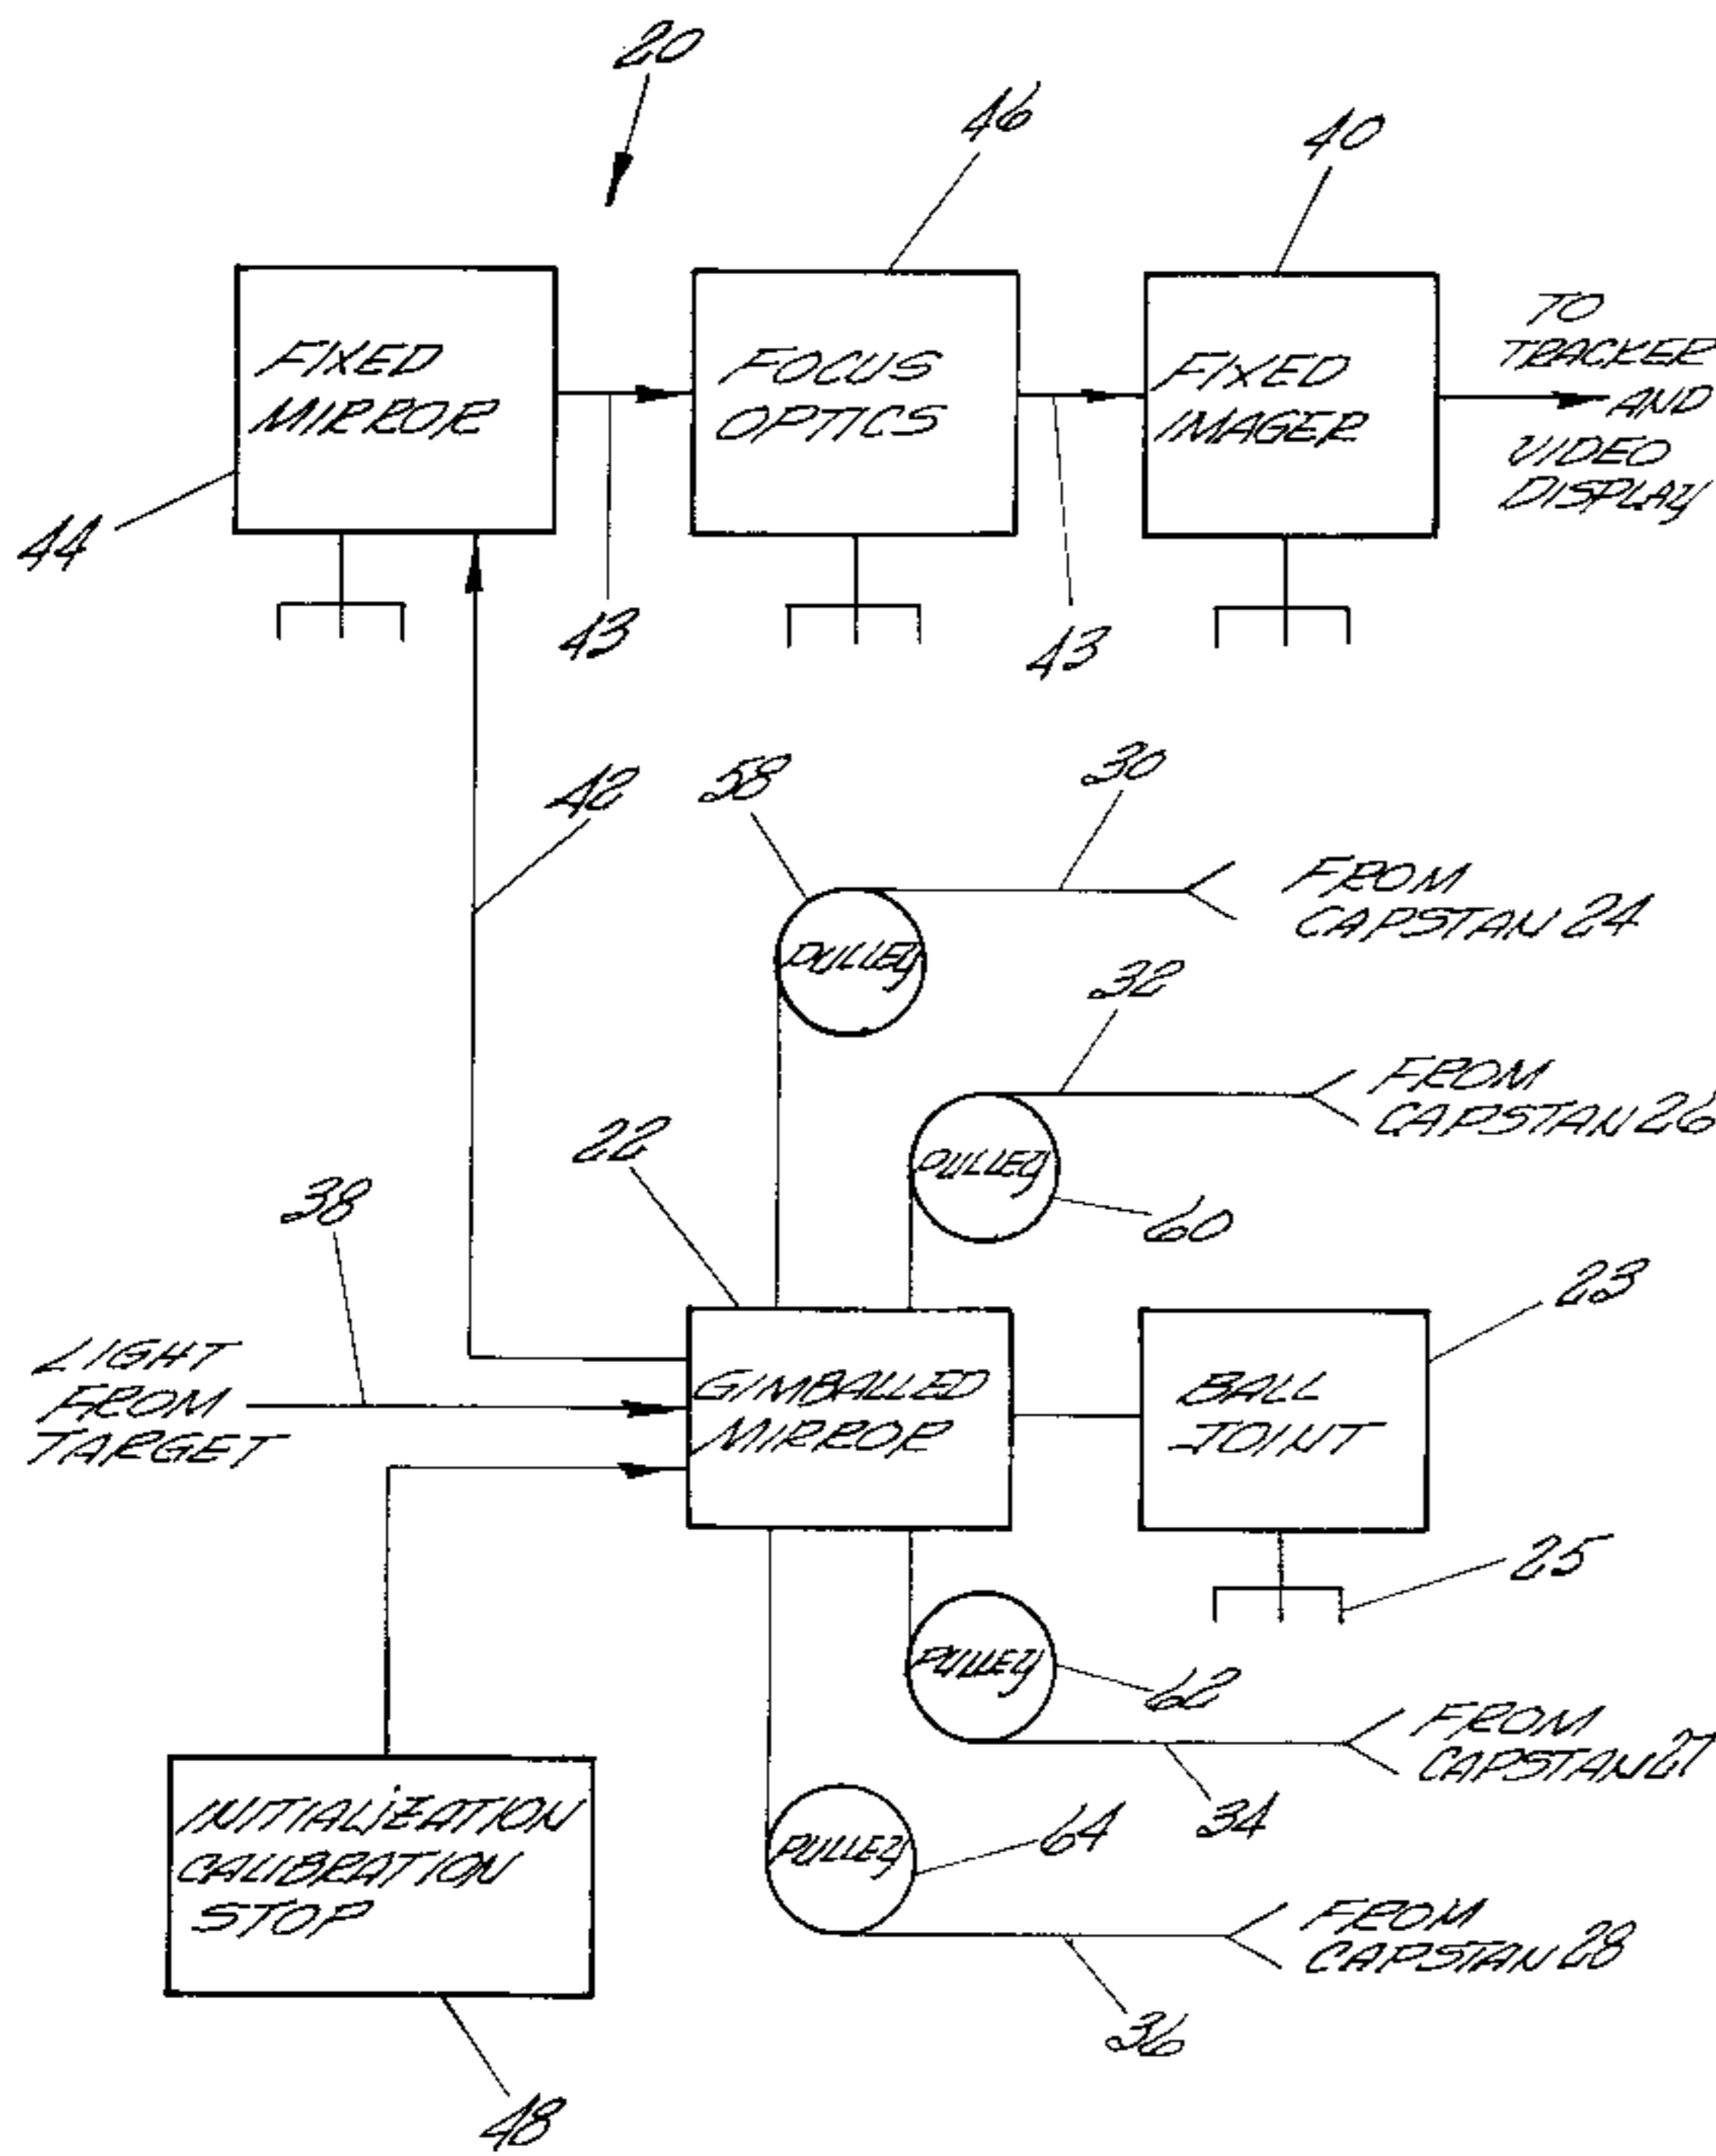 20
46
40
FIXED
MIRROR
FOCUS
OPTICS
FIXED
IMAGER
TO
TRACKER
AND
VIDEO
DISPLAY
44
43
43
42
58
30
PULLEY
FROM
CAPSTAN 24
32
FROM
CAPSTAN 26
PULLEY
60
22
38
23
LIGHT
FROM
TARGET
GIMBALLED
MIRROR
BALL
JOINT
25
PULLEY
62
FROM
CAPSTAN 27
34
INITIALIZATION
CALIBRATION
STOP
PULLEY
64
FROM
CAPSTAN 28
36
48